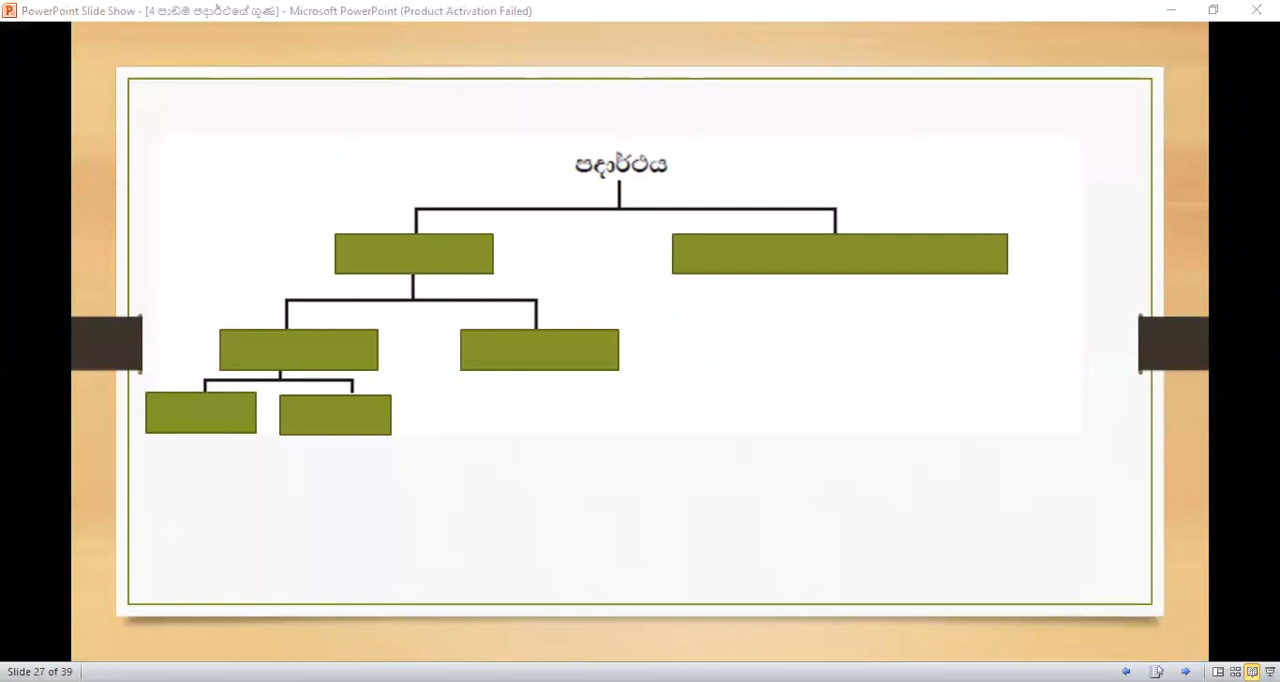 PowerPoint Slide Show - [4 පාඩම් පදාර්ථයේ ගුණ] - Microsoft PowerPoint (Product Activation Failed)
පදාර්ථය
Slide 27 of 39